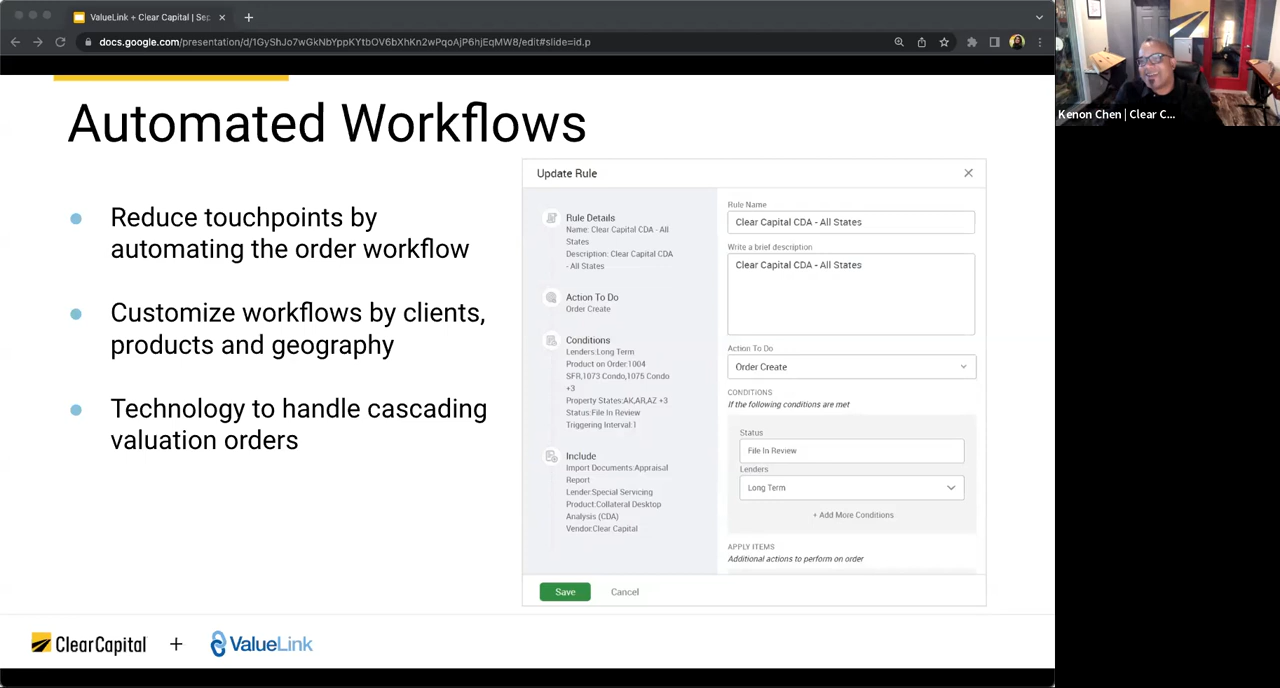 ValueLink + Clear Capital | Sep
docs.google.com/presentation/d/1GyShJo7wGkNbYppKYtbOV6bXhKn2wPqoAjP6hjEqMW8/edit#slide=id.p
Kenon Chen | Clear C...
Automated Workflows
Reduce touchpoints by
automating the order workflow
Customize workflows by clients,
products and geography
Technology to handle cascading
valuation orders
Update Rule
Rule Details
Name: Clear Capital CDA - All
States
Description: Clear Capital CDA
- All States
Action To Do
Order Create
Conditions
Lenders:Long Term
Product on Order:1004
SFR,1073 Condo,1075 Condo
+3
Property States:AK,AR,AZ +3
Status:File In Review
Triggering Interval:1
Include
Import Documents:Appraisal
Report
Lender:Special Servicing
Product:Collateral Desktop
Analysis (CDA)
Vendor:Clear Capital
Rule Name
Clear Capital CDA - All States
Write a brief description
Clear Capital CDA - All States
Action To Do
Order Create
CONDITIONS
If the following conditions are met
Status
File In Review
Lenders
Long Term
+ Add More Conditions
APPLY ITEMS
Additional actions to perform on order
Save
Cancel
ClearCapital + ValueLink